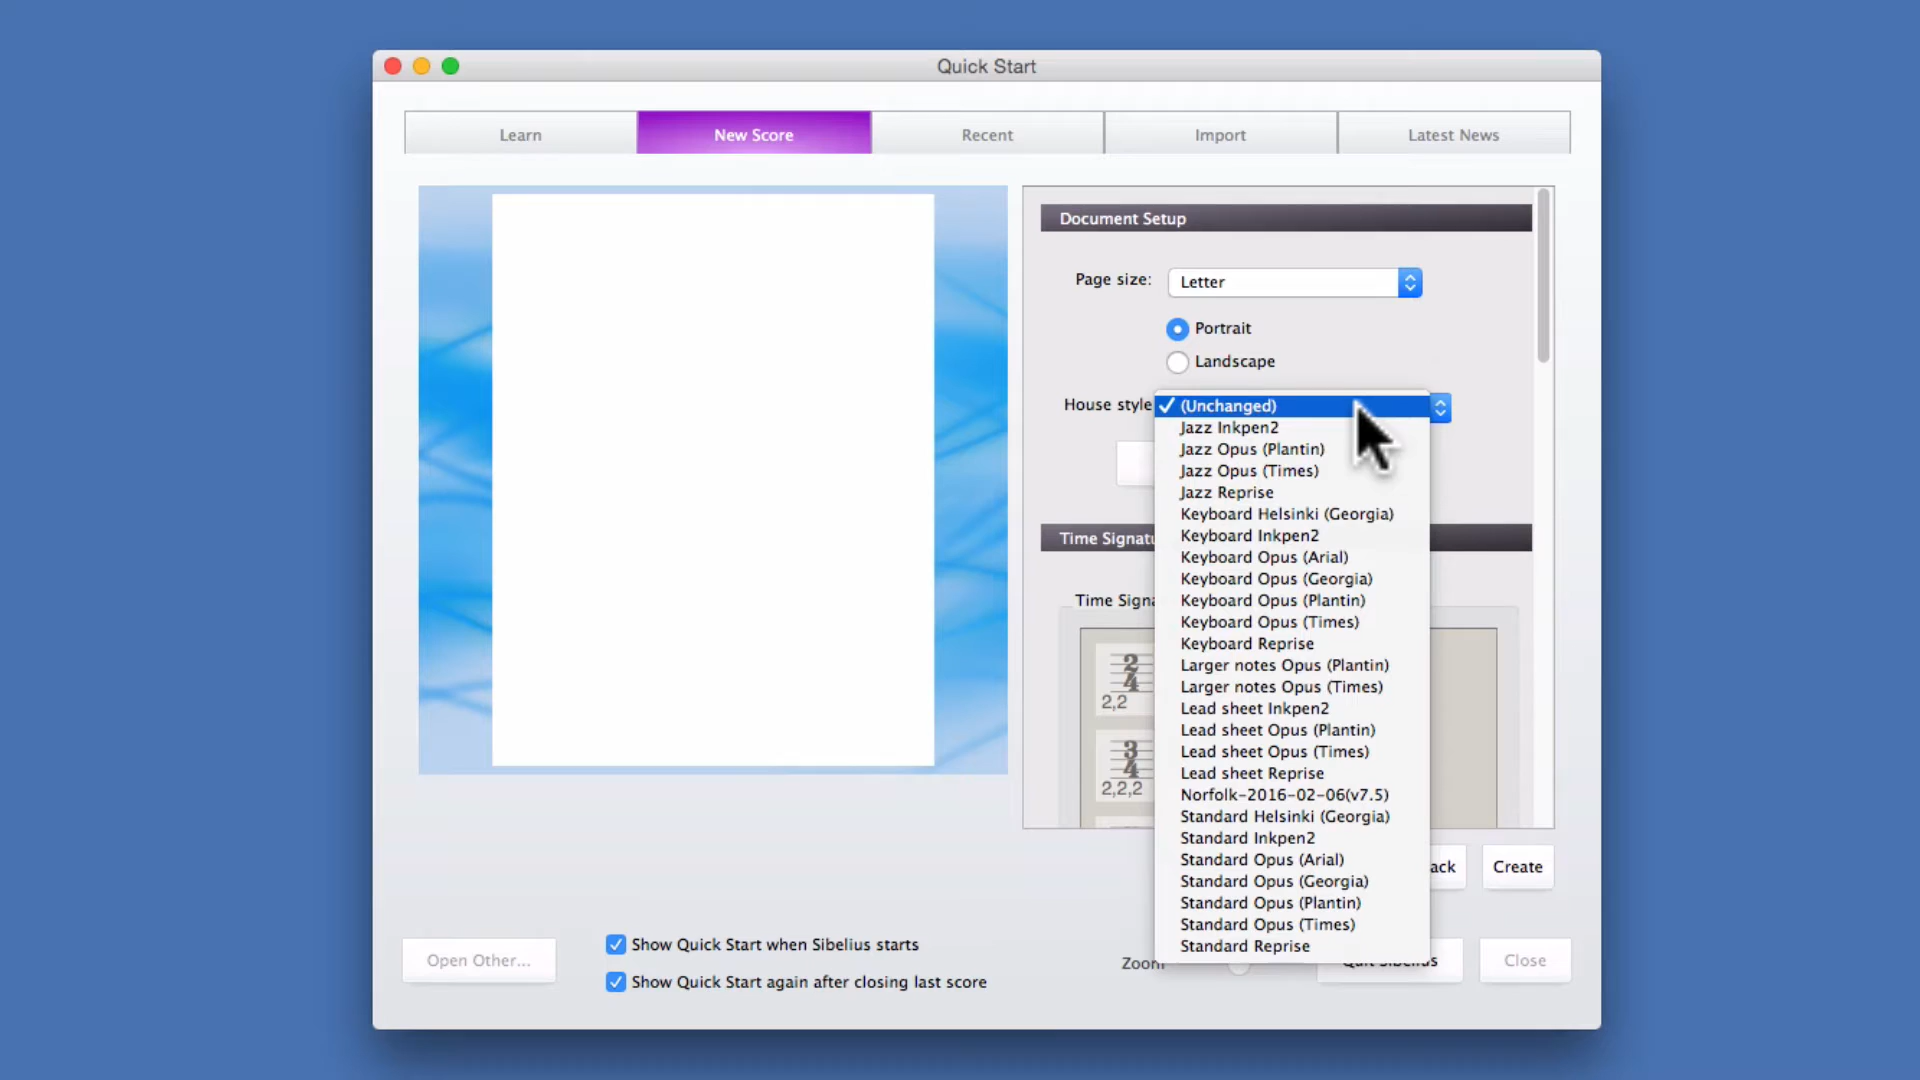 Quick Start
Learn
New Score
Recent
Import
Latest News
Document Setup
Page size:
Letter
Portrait
Landscape
House style
(Unchanged)
Jazz Inkpen2
Jazz Opus (Plantin)
Jazz Opus (Times)
Jazz Reprise
Keyboard Helsinki (Georgia)
Keyboard Inkpen2
Keyboard Opus (Arial)
Keyboard Opus (Georgia)
Keyboard Opus (Plantin)
Keyboard Opus (Times)
Keyboard Reprise
Larger notes Opus (Plantin)
Larger notes Opus (Times)
Lead sheet Inkpen2
Lead sheet Opus (Plantin)
Lead sheet Opus (Times)
Lead sheet Reprise
Norfolk-2016-02-06(v7.5)
Standard Helsinki (Georgia)
Standard Inkpen2
Standard Opus (Arial)
Standard Opus (Georgia)
Standard Opus (Plantin)
Standard Opus (Times)
Standard Reprise
Time Signatu
Time Signa
2
4
2,2
3
4
2,2,2
ack
Create
Open Other...
Show Quick Start when Sibelius starts
Show Quick Start again after closing last score
Zoom
Quit Sibelius
Close